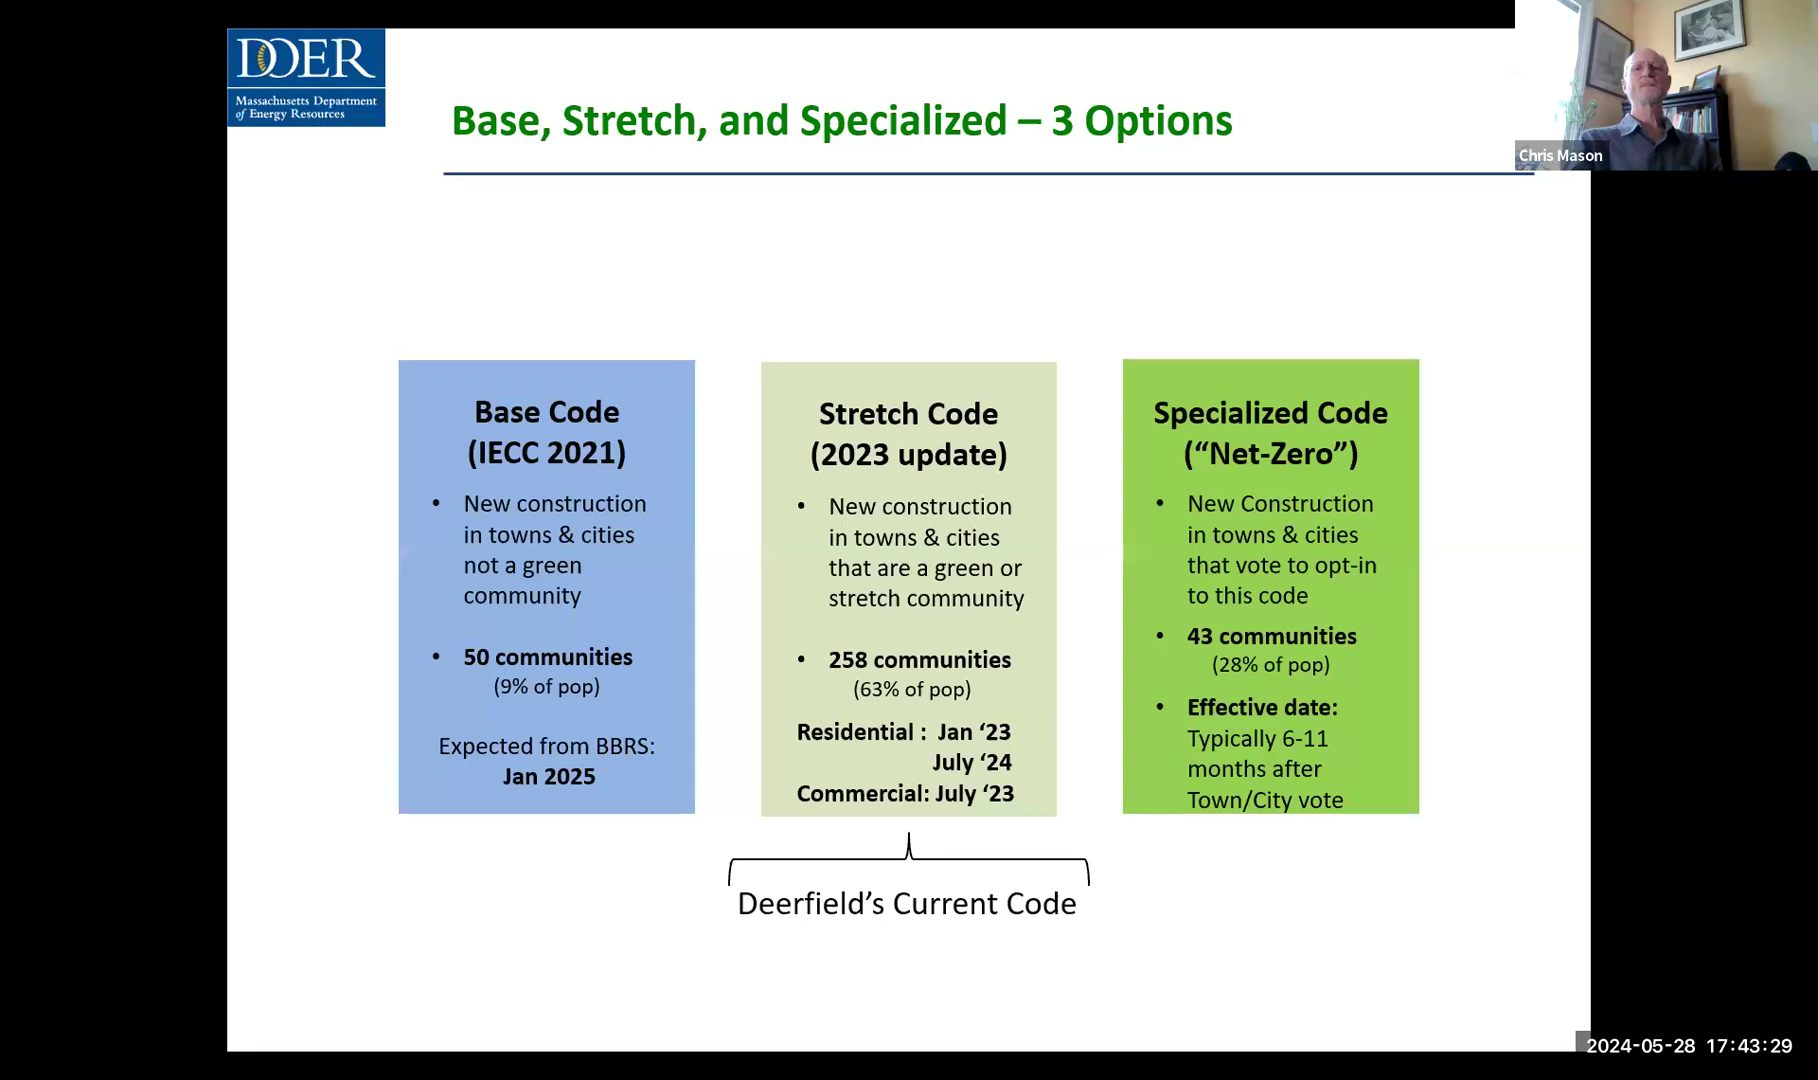 DOER
Massachusetts Department
of Energy Resources
Base, Stretch, and Specialized – 3 Options
Chris Mason
Base Code
(IECC 2021)
• New construction
in towns & cities
not a green
community
• 50 communities
(9% of pop)
Expected from BBRS:
Jan 2025
Stretch Code
(2023 update)
• New construction
in towns & cities
that are a green or
stretch community
• 258 communities
(63% of pop)
Residential : Jan ‘23
July ‘24
Commercial: July ‘23
Specialized Code
(“Net-Zero”)
• New Construction
in towns & cities
that vote to opt-in
to this code
• 43 communities
(28% of pop)
• Effective date:
Typically 6-11
months after
Town/City vote
Deerfield’s Current Code
2024-05-28 17:43:29